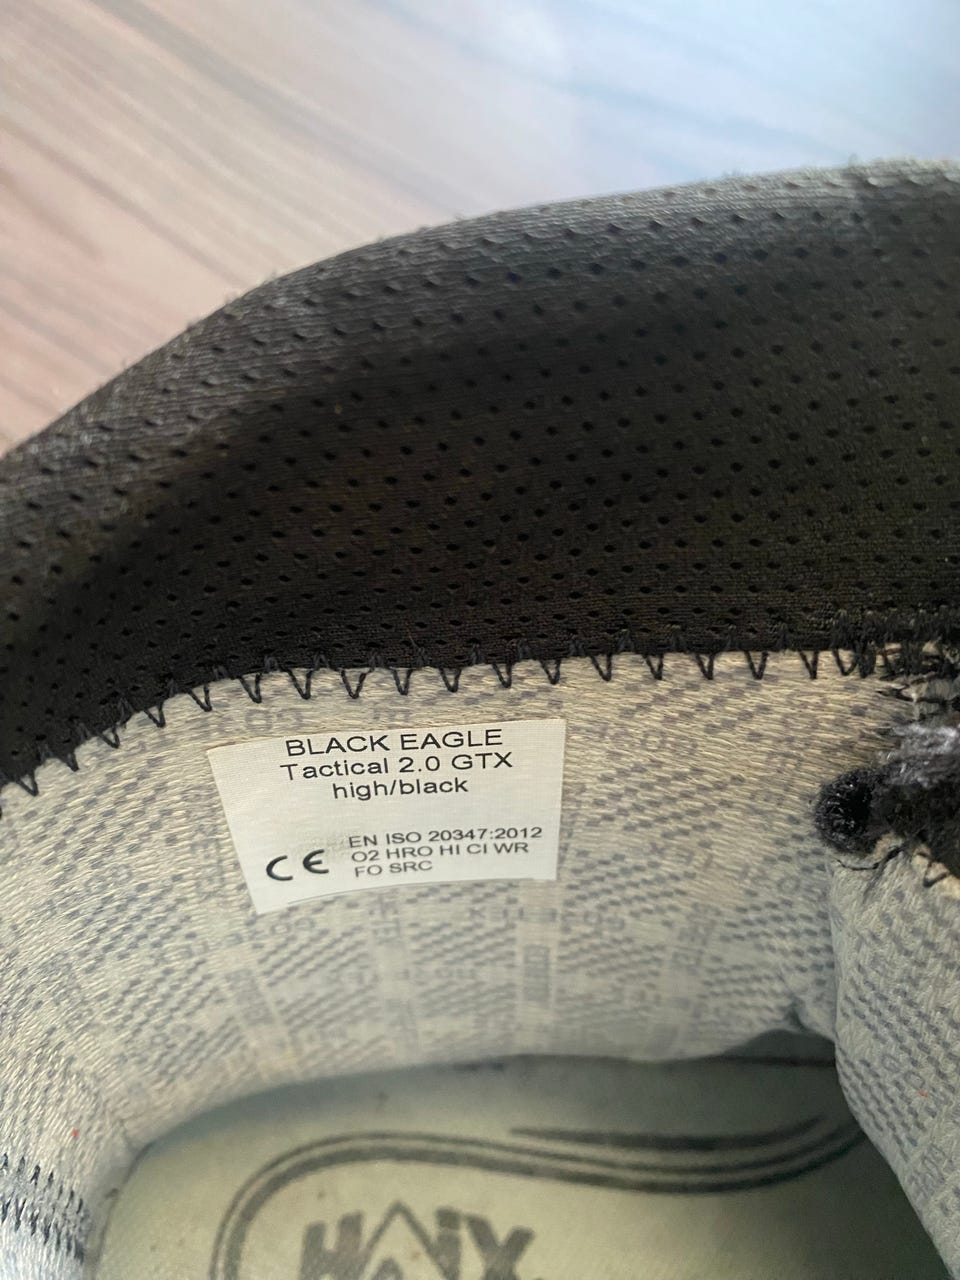 BLACK EAGLE
Tactical 2.0 GTX
high/black
CE
EN ISO 20347:2012
O2 HRO HI CI WR
FO SRC
HAIX